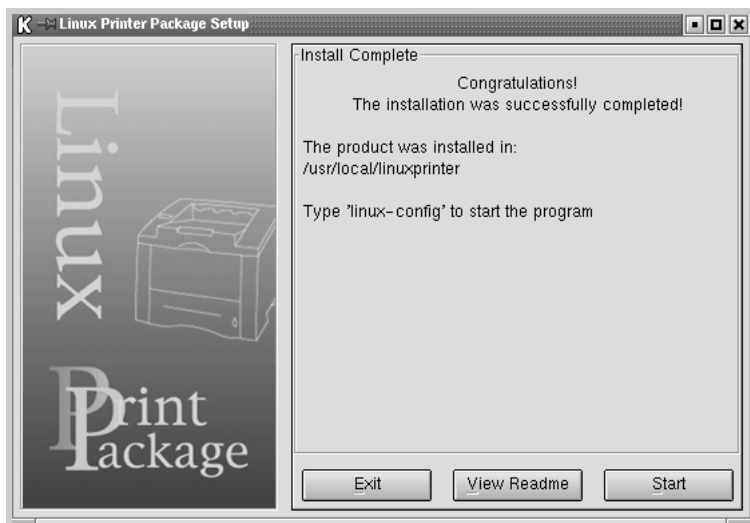 Linux Printer Package Setup
Linux
Print
Package
Install Complete
Congratulations!
The installation was successfully completed!
The product was installed in:
/usr/local/linuxprinter
Type 'linux-config' to start the program
Exit
View Readme
Start